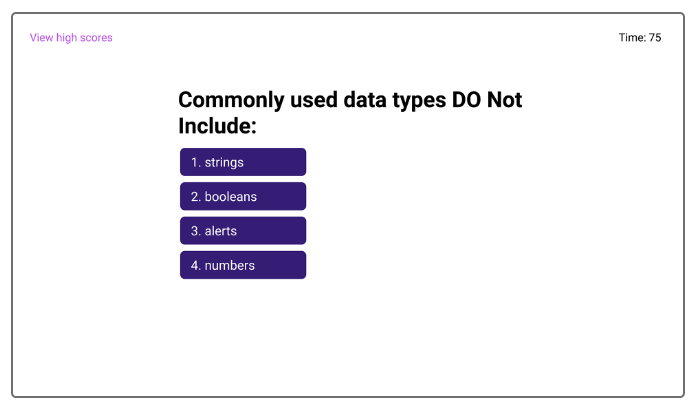 View high scores
Time: 75
Commonly used data types DO Not
Include:
1. strings
2. booleans
3. alerts
4. numbers